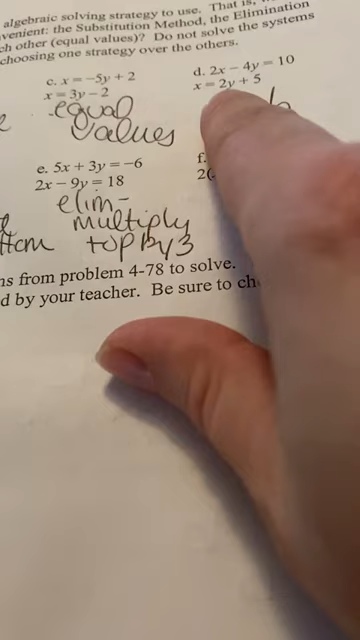 algebraic solving strategy to use. That is,
venient: the Substitution Method, the Elimination
ch other (equal values)? Do not solve the systems
choosing one strategy over the others.
c. x = −5y + 2
x = 3y − 2
equal
values
d. 2x − 4y = 10
x = 2y + 5
e. 5x + 3y = −6
2x − 9y = 18
elim-
multiply
top by 3
f.
2(
ns from problem 4-78 to solve.
d by your teacher. Be sure to ch